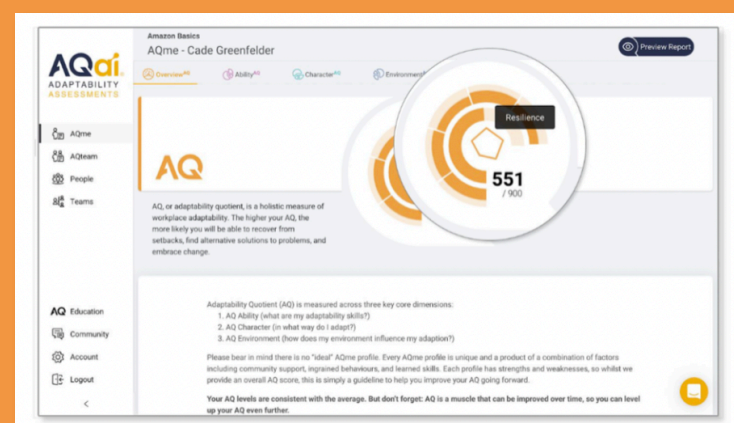 Amazon Basics
AQme - Cade Greenfelder
Preview Report
AQai
ADAPTABILITY
ASSESSMENTS
Overview AQ
Ability AQ
Character AQ
Environment
AQme
AQteam
People
Teams
Resilience
551
/ 900
AQ
AQ, or adaptability quotient, is a holistic measure of
workplace adaptability. The higher your AQ, the
more likely you will be able to recover from
setbacks, find alternative solutions to problems, and
embrace change.
AQ Education
Community
Account
Logout
Adaptability Quotient (AQ) is measured across three key core dimensions:
1. AQ Ability (what are my adaptability skills?)
2. AQ Character (in what way do I adapt?)
3. AQ Environment (how does my environment influence my adaption?)
Please bear in mind there is no "ideal" AQme profile. Every AQme profile is unique and a product of a combination of factors
including community behaviours, ingrained behaviours, and learned skills. Each profile has strengths and weaknesses, so whilst we
provide an overall AQ score, this is simply a guideline to help you improve your AQ going forward.
Your AQ levels are consistent with the average. But don't forget: AQ is a muscle that can be improved over time, so you can level
up your AQ even further.